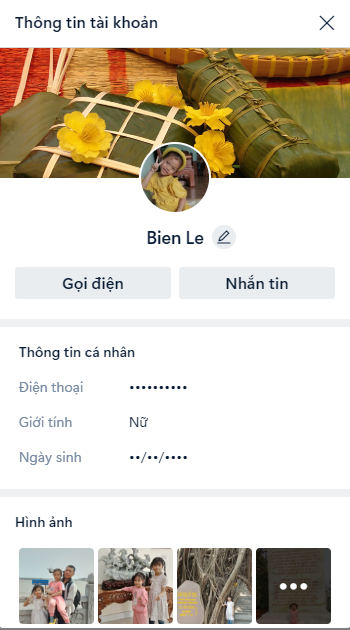 Thông tin tài khoản
Bien Le
Gọi điện
Nhắn tin
Thông tin cá nhân
Điện thoại ••••••••••
Giới tính Nữ
Ngày sinh ••/••/••••
Hình ảnh